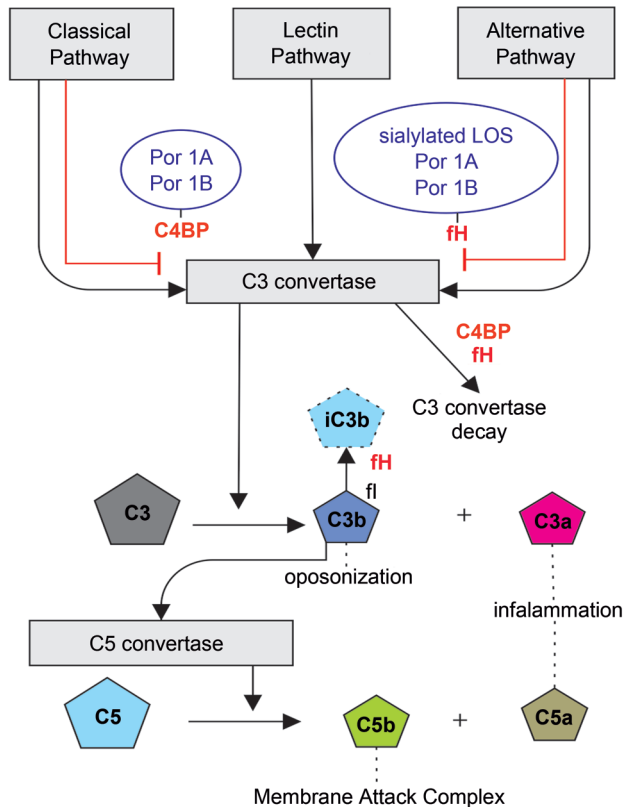 Classical
Pathway
Lectin
Pathway
Alternative
Pathway
Por 1A
Por 1B
C4BP
sialylated LOS
Por 1A
Por 1B
fH
C3 convertase
C4BP
fH
C3 convertase
decay
iC3b
fH
fI
C3
C3b
+
C3a
oposonization
infalammation
C5 convertase
C5
C5b
+
C5a
Membrane Attack Complex